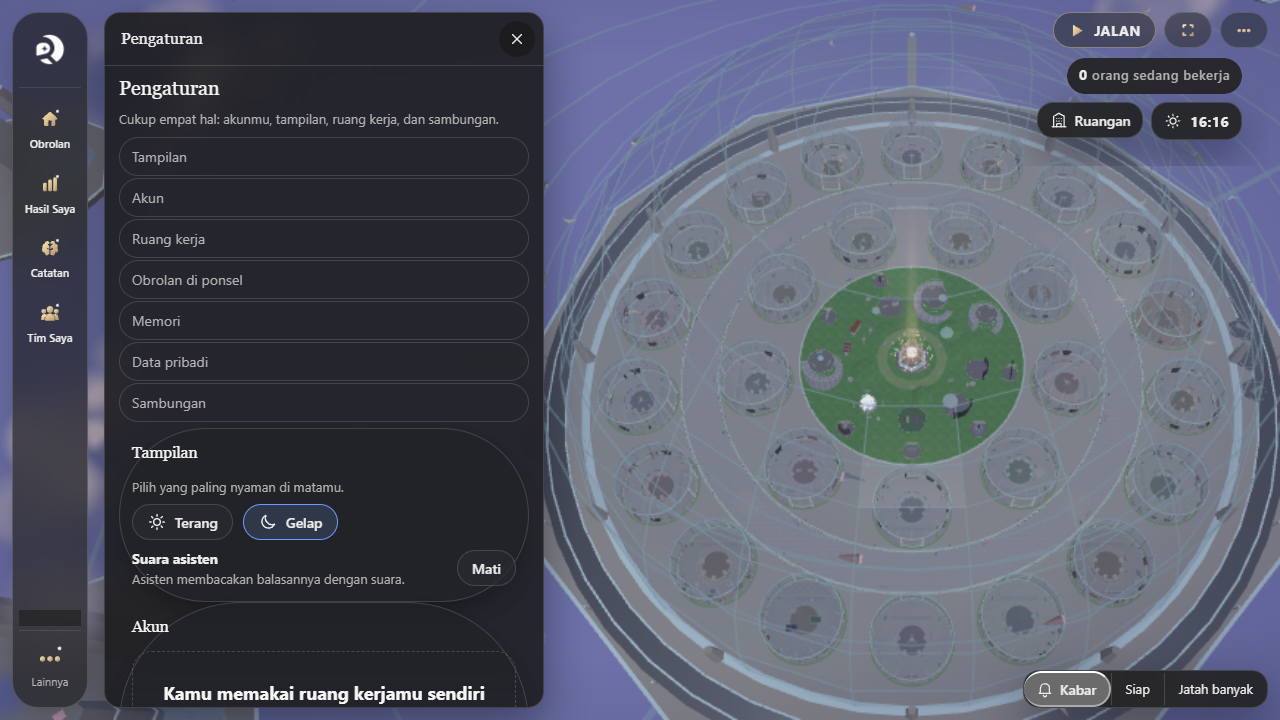 Pengaturan
Obrolan
Hasil Saya
Catatan
Tim Saya
Lainnya
Pengaturan
Cukup empat hal: akunmu, tampilan, ruang kerja, dan sambungan.
Tampilan
Akun
Ruang kerja
Obrolan di ponsel
Memori
Data pribadi
Sambungan
Tampilan
Pilih yang paling nyaman di matamu.
Terang
Gelap
Suara asisten
Asisten membacakan balasannya dengan suara.
Mati
Akun
Kamu memakai ruang kerjamu sendiri
JALAN
0 orang sedang bekerja
Ruangan
16:16
Kabar
Siap
Jatah banyak